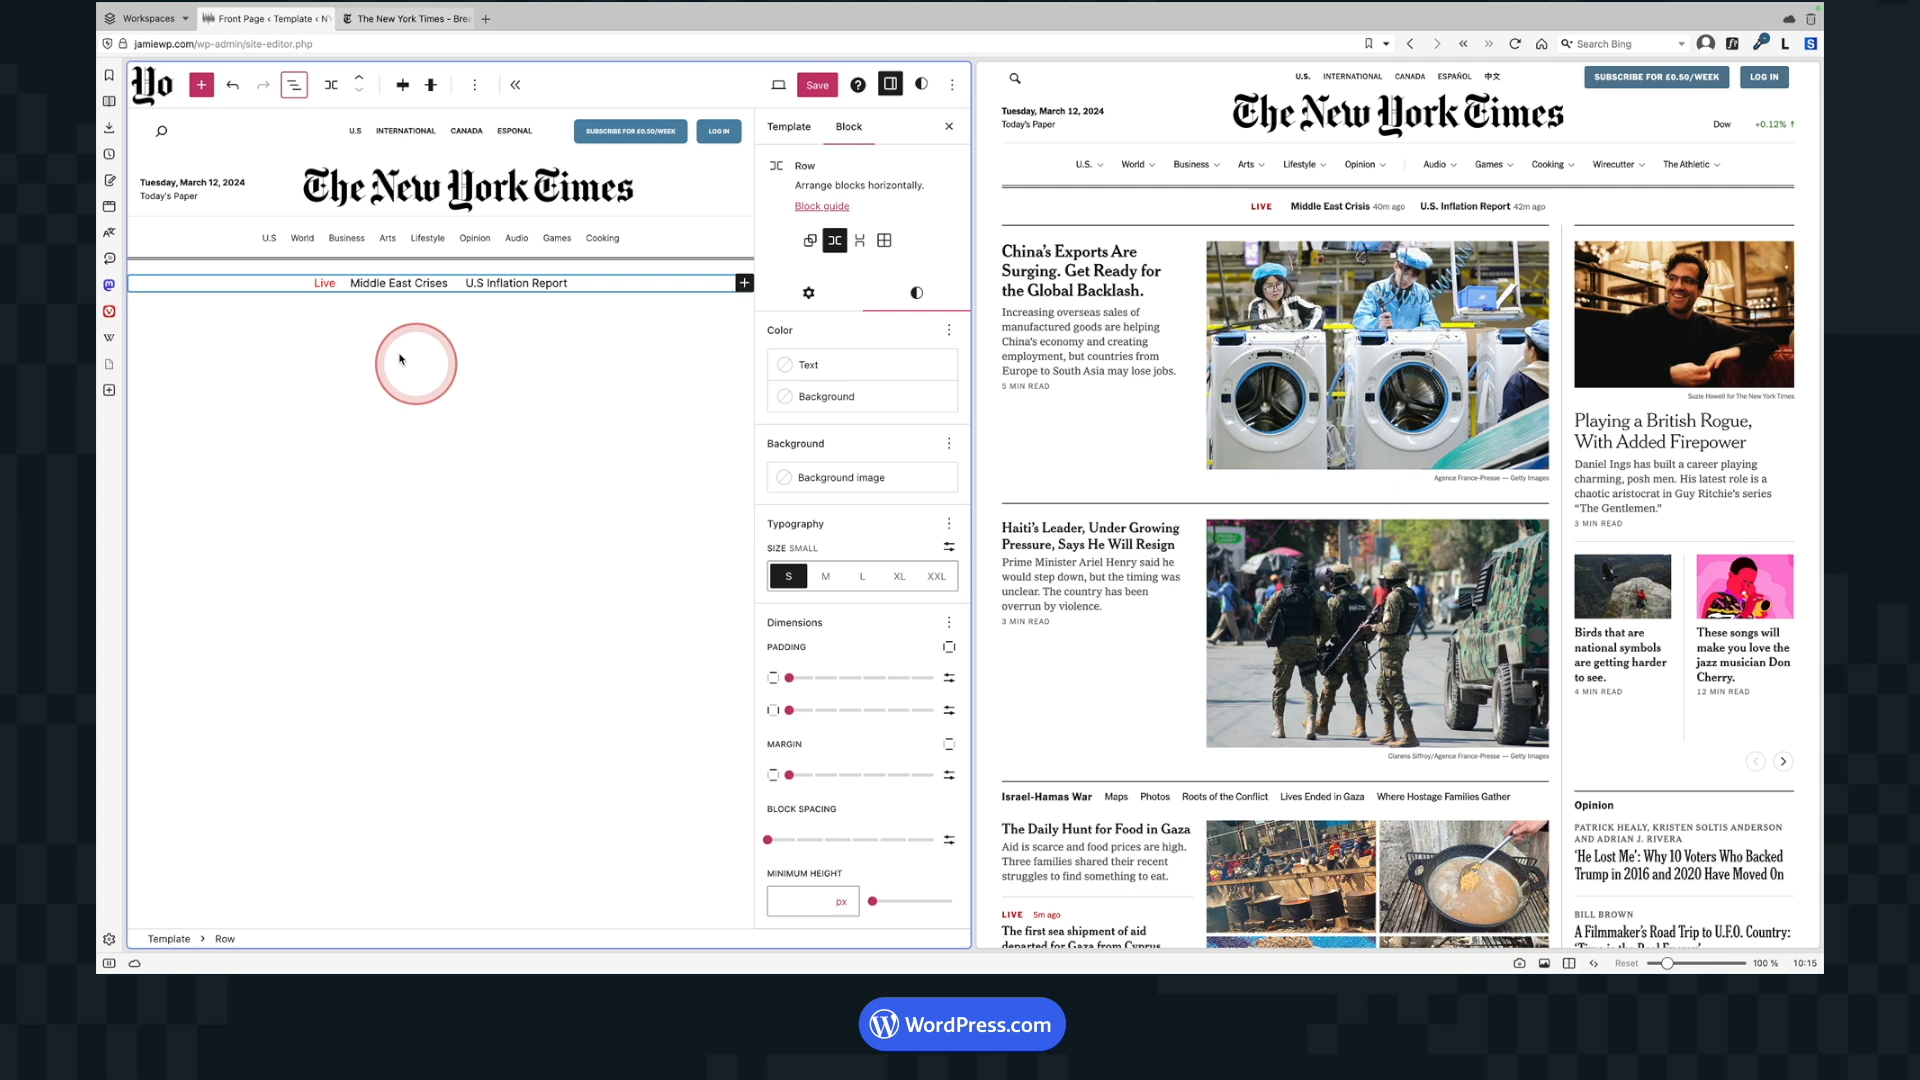 Workspaces
Front Page ‹ Template ‹ N
The New York Times - Brea
jamiewp.com/wp-admin/site-editor.php
Search Bing
Save
U.S INTERNATIONAL CANADA ESPONAL
SUBSCRIBE FOR £0.50/WEEK
LOG IN
Tuesday, March 12, 2024
Today's Paper
The New York Times
U.S World Business Arts Lifestyle Opinion Audio Games Cooking
Live Middle East Crises U.S Inflation Report
Template Block
Row
Arrange blocks horizontally.
Block guide
Color
Text
Background
Background
Background image
Typography
SIZE SMALL
S M L XL XXL
Dimensions
PADDING
MARGIN
BLOCK SPACING
MINIMUM HEIGHT
px
Template > Row
U.S. INTERNATIONAL CANADA ESPAÑOL 中文
SUBSCRIBE FOR £0.50/WEEK
LOG IN
Tuesday, March 12, 2024
Today's Paper
The New York Times
Dow +0.12% ↑
U.S. World Business Arts Lifestyle Opinion Audio Games Cooking Wirecutter The Athletic
LIVE Middle East Crisis 40m ago U.S. Inflation Report 42m ago
China's Exports Are
Surging. Get Ready for
the Global Backlash.
Increasing overseas sales of
manufactured goods are helping
China's economy and creating
employment, but countries from
Europe to South Asia may lose jobs.
5 MIN READ
Agence France-Presse — Getty Images
Haiti's Leader, Under Growing
Pressure, Says He Will Resign
Prime Minister Ariel Henry said he
would step down, but the timing was
unclear. The country has been
overrun by violence.
3 MIN READ
Clarens Siffroy/Agence France-Presse — Getty Images
Israel-Hamas War Maps Photos Roots of the Conflict Lives Ended in Gaza Where Hostage Families Gather
The Daily Hunt for Food in Gaza
Aid is scarce and food prices are high.
Three families shared their recent
struggles to find something to eat.
LIVE 5m ago
The first sea shipment of aid
departed for Gaza from Cyprus
Suzie Howell for The New York Times
Playing a British Rogue,
With Added Firepower
Daniel Ings has built a career playing
charming, posh men. His latest role is a
chaotic aristocrat in Guy Ritchie's series
“The Gentlemen.”
3 MIN READ
Birds that are
national symbols
are getting harder
to see.
4 MIN READ
These songs will
make you love the
jazz musician Don
Cherry.
12 MIN READ
Opinion
PATRICK HEALY, KRISTEN SOLTIS ANDERSON
AND ADRIAN J. RIVERA
‘He Lost Me’: Why 10 Voters Who Backed
Trump in 2016 and 2020 Have Moved On
BILL BROWN
A Filmmaker's Road Trip to U.F.O. Country:
Reset 100 % 10:15
WordPress.com